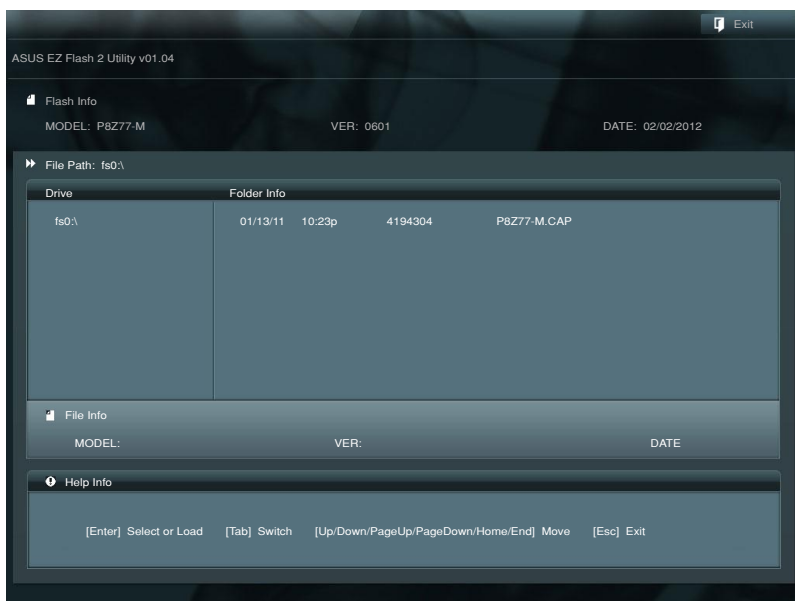 Exit
ASUS EZ Flash 2 Utility v01.04
Flash Info
MODEL: P8Z77-M VER: 0601 DATE: 02/02/2012
File Path: fs0:\
Drive Folder Info
fs0:\ 01/13/11 10:23p 4194304 P8Z77-M.CAP
File Info
MODEL: VER: DATE
Help Info
[Enter] Select or Load [Tab] Switch [Up/Down/PageUp/PageDown/Home/End] Move [Esc] Exit